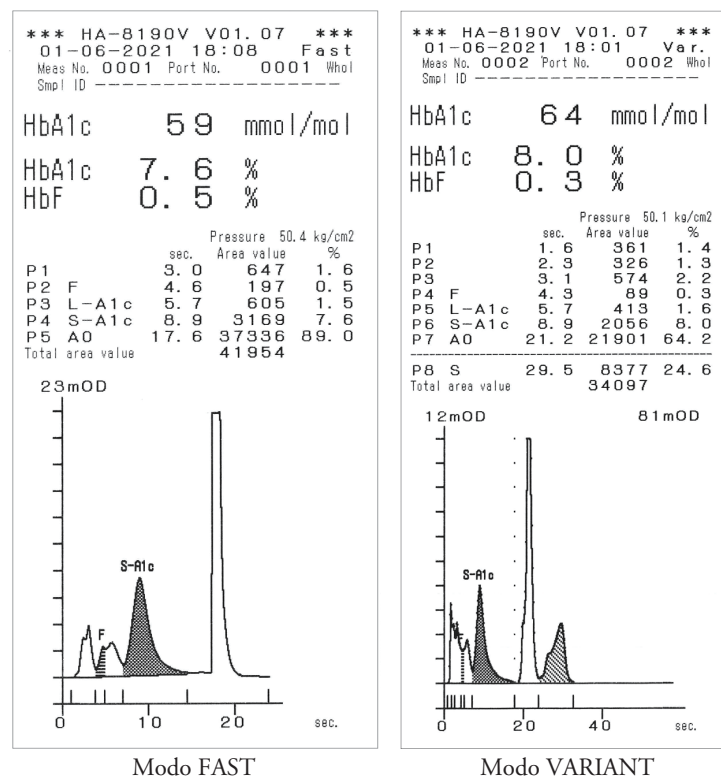 *** HA-8190V V01.07 ***
01-06-2021 18:08 Fast
Meas No. 0001 Port No. 0001 Whol
Smpl ID --------------------
HbA1c 59 mmol/mol
HbA1c 7.6 %
HbF 0.5 %
Pressure 50.4 kg/cm2
sec. Area value %
P1 3.0 647 1.6
P2 F 4.6 197 0.5
P3 L-A1c 5.7 605 1.5
P4 S-A1c 8.9 3169 7.6
P5 A0 17.6 37336 89.0
Total area value 41954
23mOD
S-A1c
F
0 10 20 sec.
Modo FAST
*** HA-8190V V01.07 ***
01-06-2021 18:01 Var.
Meas No. 0002 Port No. 0002 Whol
Smpl ID --------------------
HbA1c 64 mmol/mol
HbA1c 8.0 %
HbF 0.3 %
Pressure 50.1 kg/cm2
sec. Area value %
P1 1.6 361 1.4
P2 2.3 326 1.3
P3 3.1 574 2.2
P4 F 4.3 89 0.3
P5 L-A1c 5.7 413 1.6
P6 S-A1c 8.9 2056 8.0
P7 A0 21.2 21901 64.2
P8 S 29.5 8377 24.6
Total area value 34097
12mOD 81mOD
S-A1c
F
0 20 40 sec.
Modo VARIANT